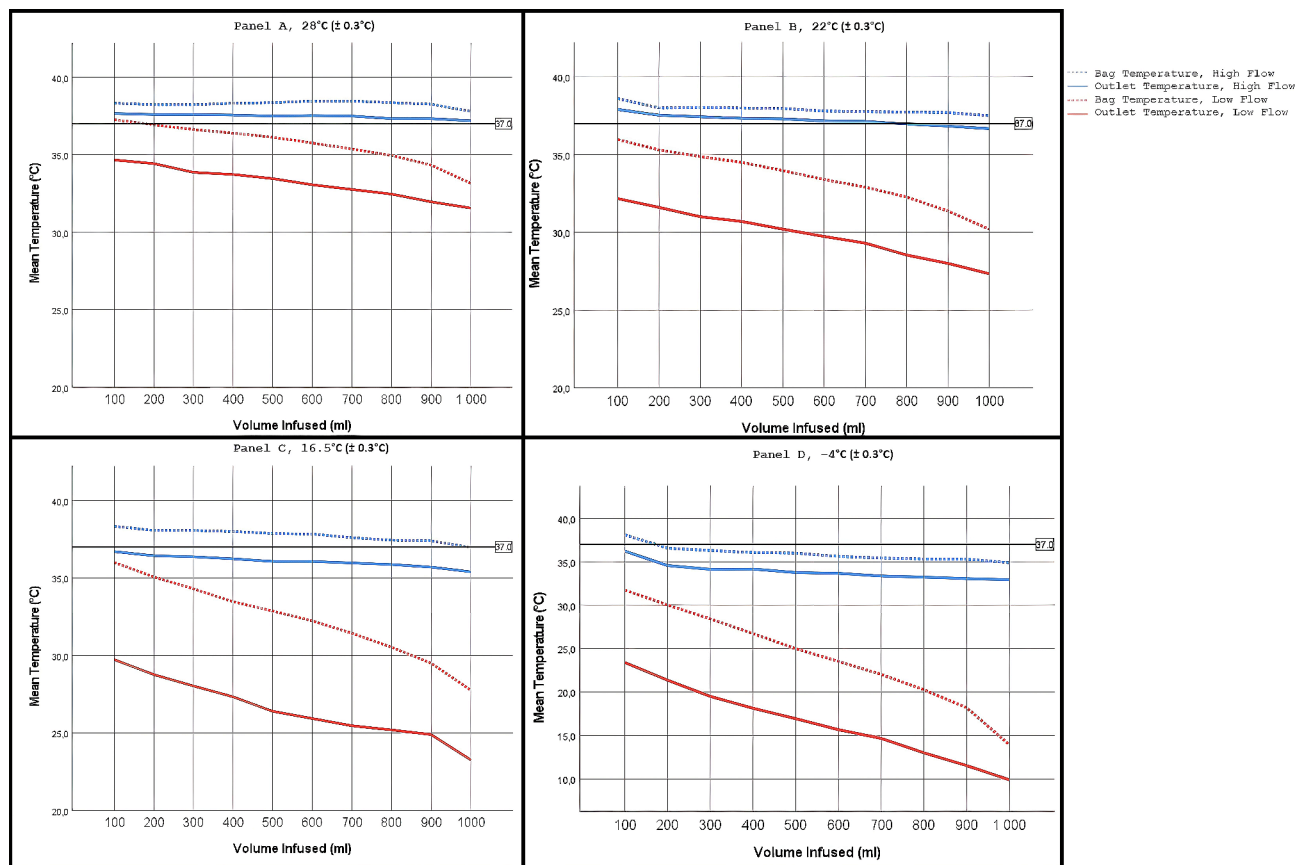 Panel A, 28°C (± 0.3°C)
40,0
35,0
30,0
25,0
20,0
37.0
Mean Temperature (°C)
100 200 300 400 500 600 700 800 900 1 000
Volume Infused (ml)
Panel B, 22°C (± 0.3°C)
40,0
35,0
30,0
25,0
20,0
37.0
Mean Temperature (°C)
100 200 300 400 500 600 700 800 900 1000
Volume Infused (ml)
Bag Temperature, High Flow
Outlet Temperature, High Flow
Bag Temperature, Low Flow
Outlet Temperature, Low Flow
Panel C, 16.5°C (± 0.3°C)
40,0
35,0
30,0
25,0
20,0
37.0
Mean Temperature (°C)
100 200 300 400 500 600 700 800 900 1000
Volume Infused (ml)
Panel D, −4°C (± 0.3°C)
40,0
35,0
30,0
25,0
20,0
15,0
10,0
37.0
Mean Temperature (°C)
100 200 300 400 500 600 700 800 900 1 000
Volume Infused (ml)